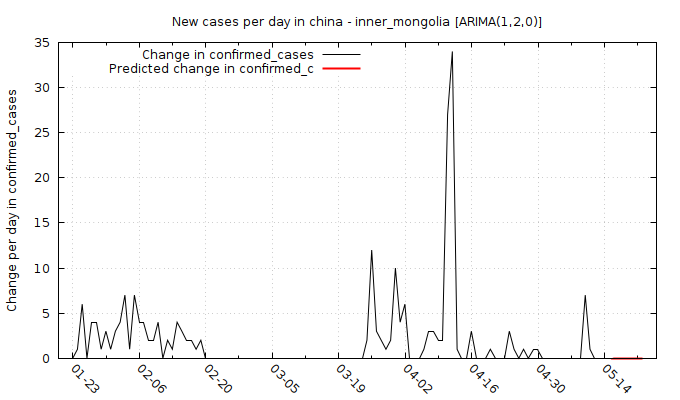 New cases per day in china - inner_mongolia [ARIMA(1,2,0)]
Change in confirmed_cases
Predicted change in confirmed_c
Change per day in confirmed_cases
35
30
25
20
15
10
5
0
01-23 02-06 02-20 03-05 03-19 04-02 04-16 04-30 05-14